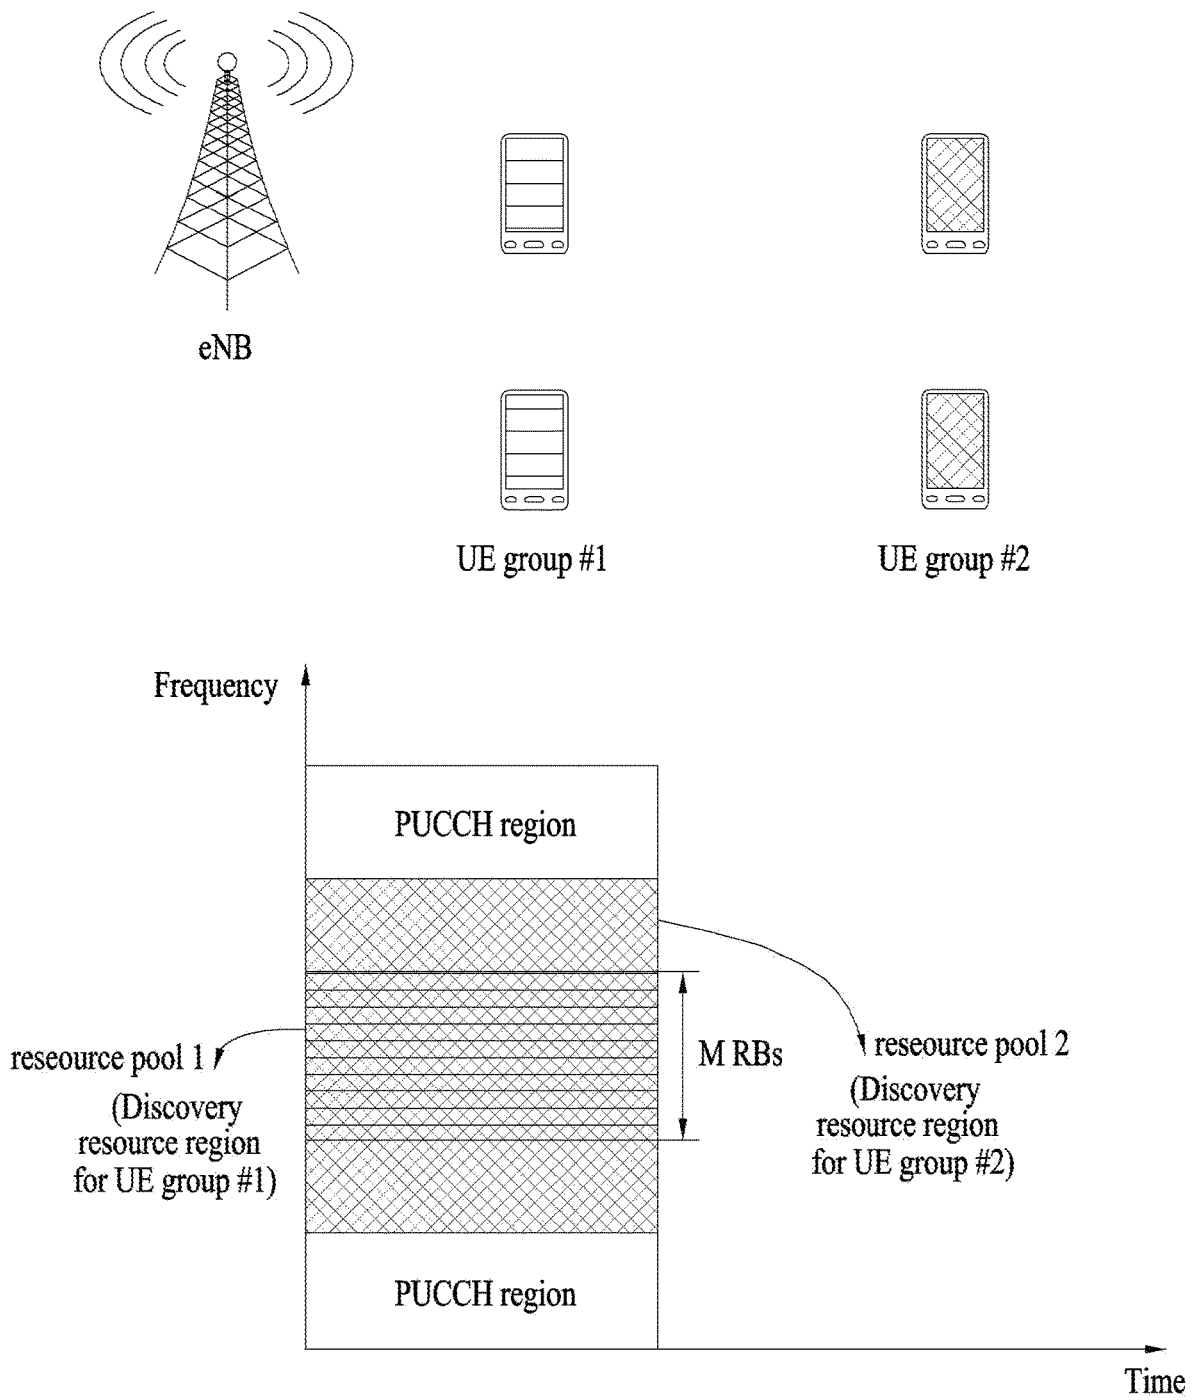 eNB
UE group #1
UE group #2
Frequency
PUCCH region
M RBs
reseource pool 1
(Discovery
resource region
for UE group #1)
reseource pool 2
(Discovery
resource region
for UE group #2)
PUCCH region
Time